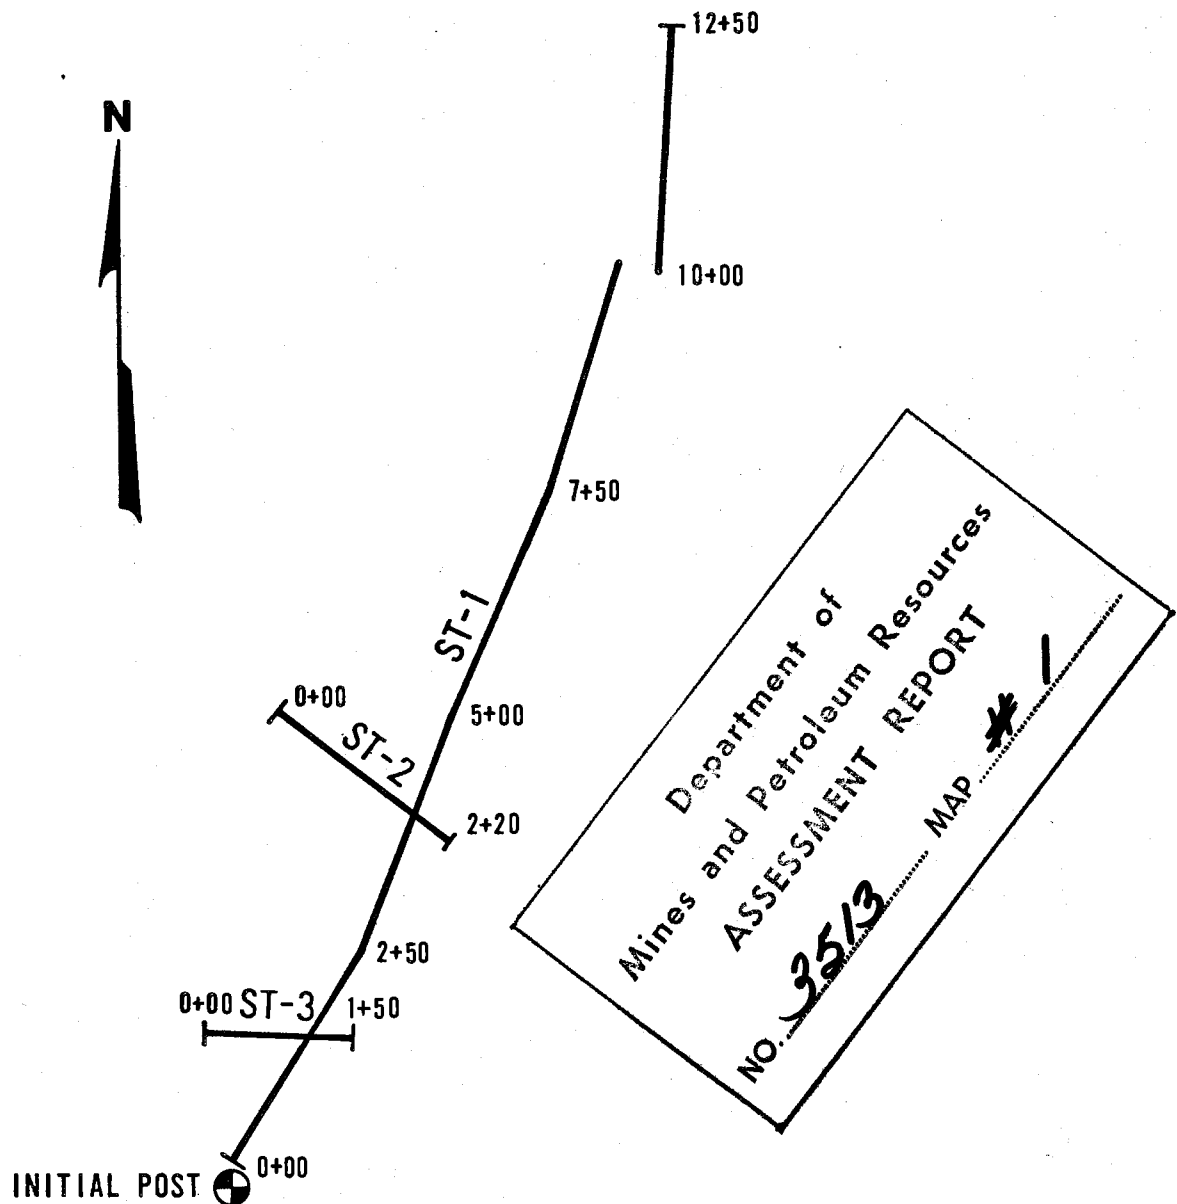 12+50
N
10+00
7+50
ST-1
0+00
5+00
ST-2
2+20
2+50
0+00 ST-3 1+50
0+00
INITIAL POST
Department of
Mines and Petroleum Resources
ASSESSMENT REPORT
NO. 3513 MAP # 1